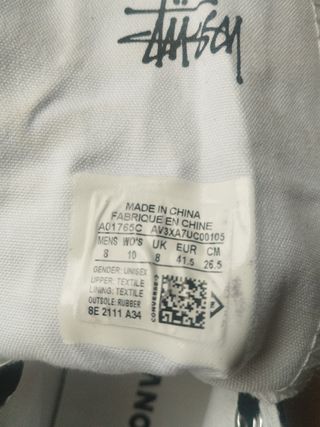 Stüssy
MADE IN CHINA
FABRIQUE EN CHINE
A01765C AV3XA7UC00105
MENS WO'S UK EUR CM
8 10 8 41.5 26.5
GENDER: UNISEX
UPPER: TEXTILE
LINING: TEXTILE
OUTSOLE: RUBBER
SE 2111 A34
CONVERSE